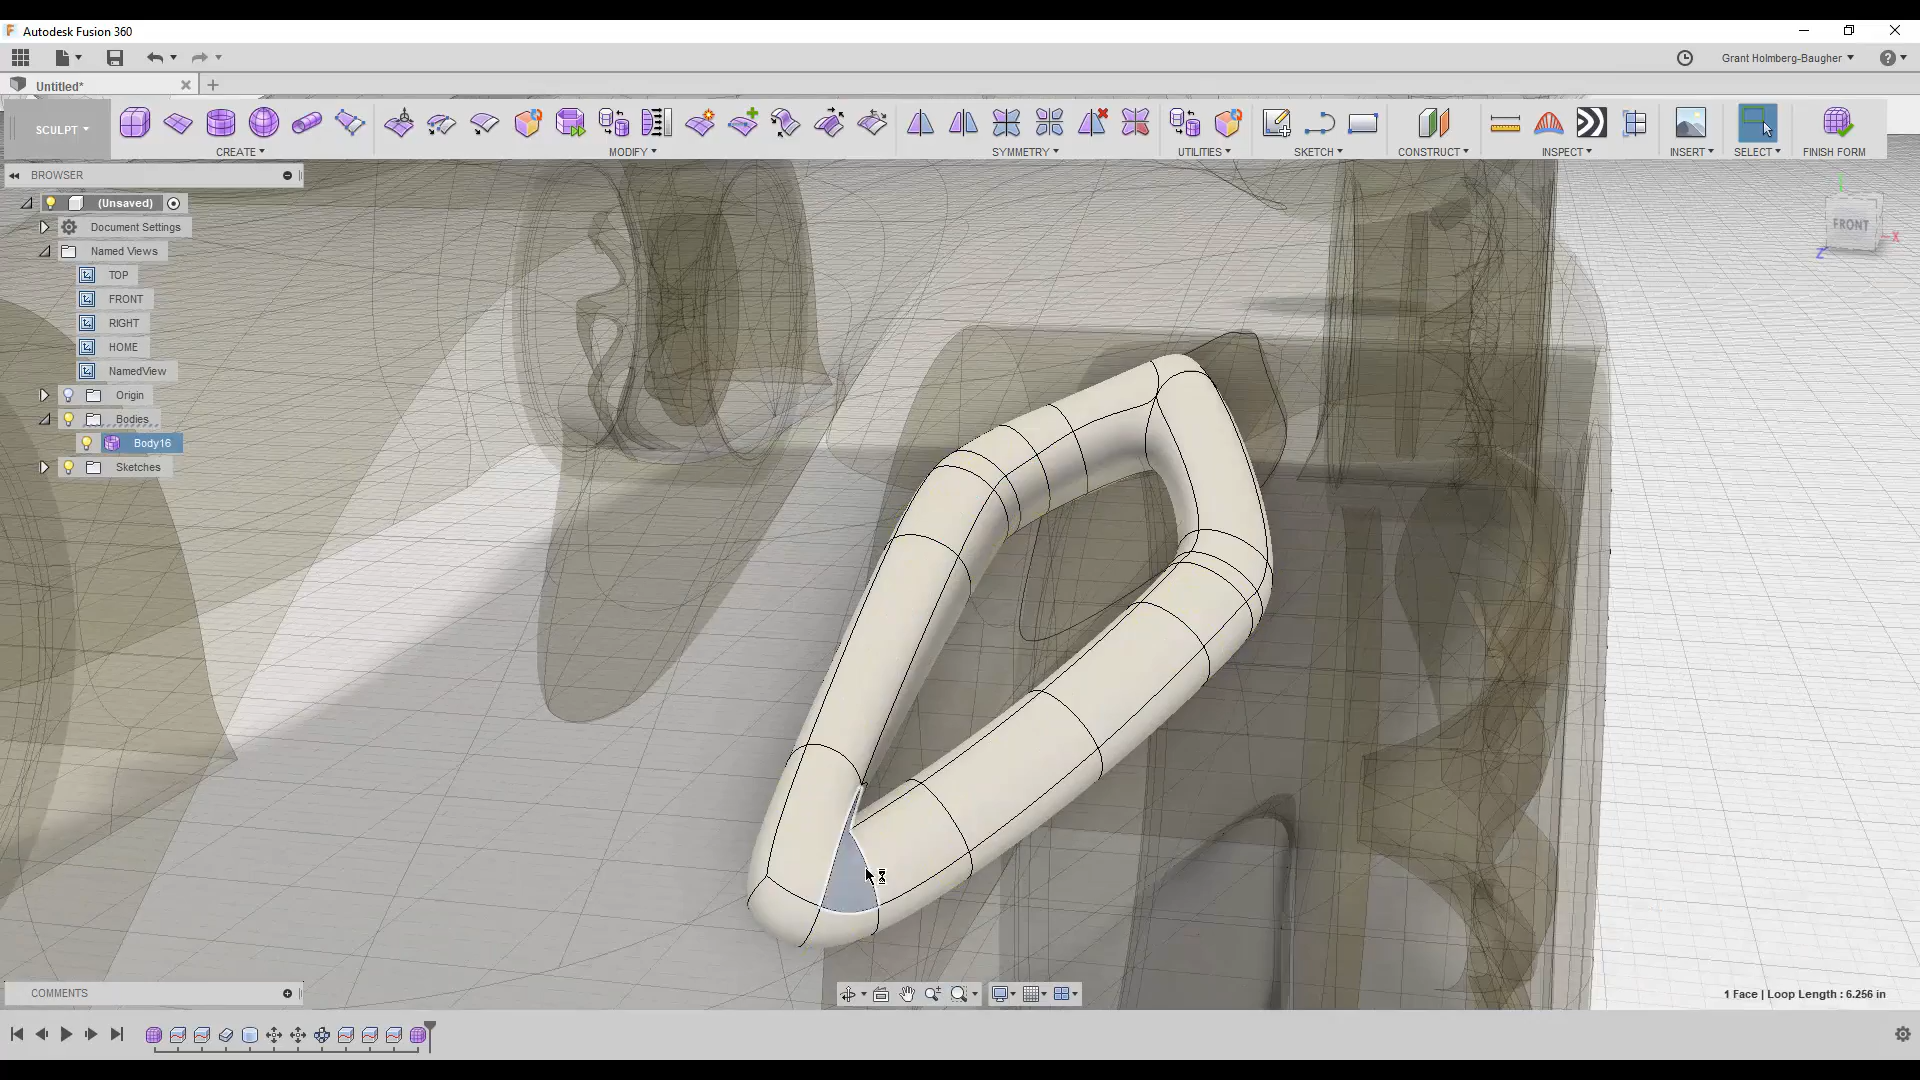 Autodesk Fusion 360
Grant Holmberg-Baugher
Untitled*
SCULPT
CREATE
MODIFY
SYMMETRY
UTILITIES
SKETCH
CONSTRUCT
INSPECT
INSERT
SELECT
FINISH FORM
BROWSER
(Unsaved)
Document Settings
Named Views
TOP
FRONT
RIGHT
HOME
NamedView
Origin
Bodies
Body16
Sketches
FRONT
X
Z
COMMENTS
1 Face | Loop Length : 6.256 in